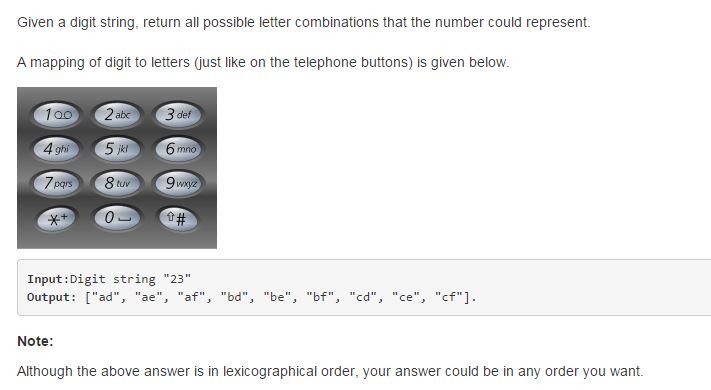 Given a digit string, return all possible letter combinations that the number could represent.
A mapping of digit to letters (just like on the telephone buttons) is given below.
1 2 abc 3 def
4 ghi 5 jkl 6 mno
7 pqrs 8 tuv 9 wxyz
*+ 0 ⇧#
Input:Digit string "23"
Output: ["ad", "ae", "af", "bd", "be", "bf", "cd", "ce", "cf"].
Note:
Although the above answer is in lexicographical order, your answer could be in any order you want.